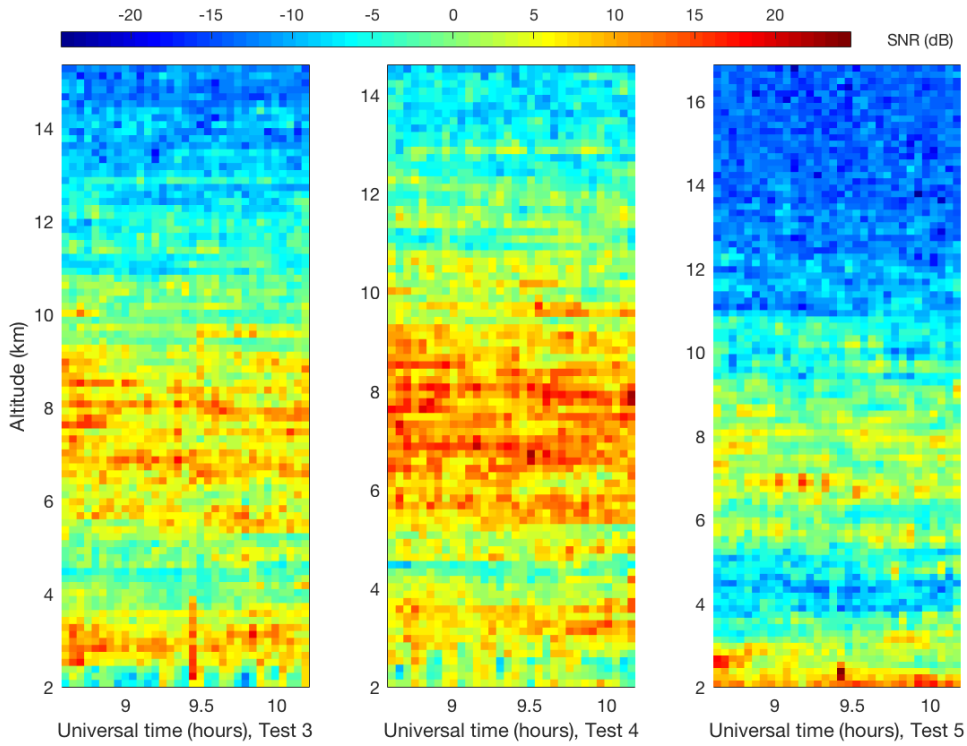 -20 -15 -10 -5 0 5 10 15 20 SNR (dB)
14 14 16
12 12 14
10 10 12
8 8 10
6 6 8
4 4 6
2 2 4
2
Altitude (km)
9 9.5 10 9 9.5 10 9 9.5 10
Universal time (hours), Test 3 Universal time (hours), Test 4 Universal time (hours), Test 5